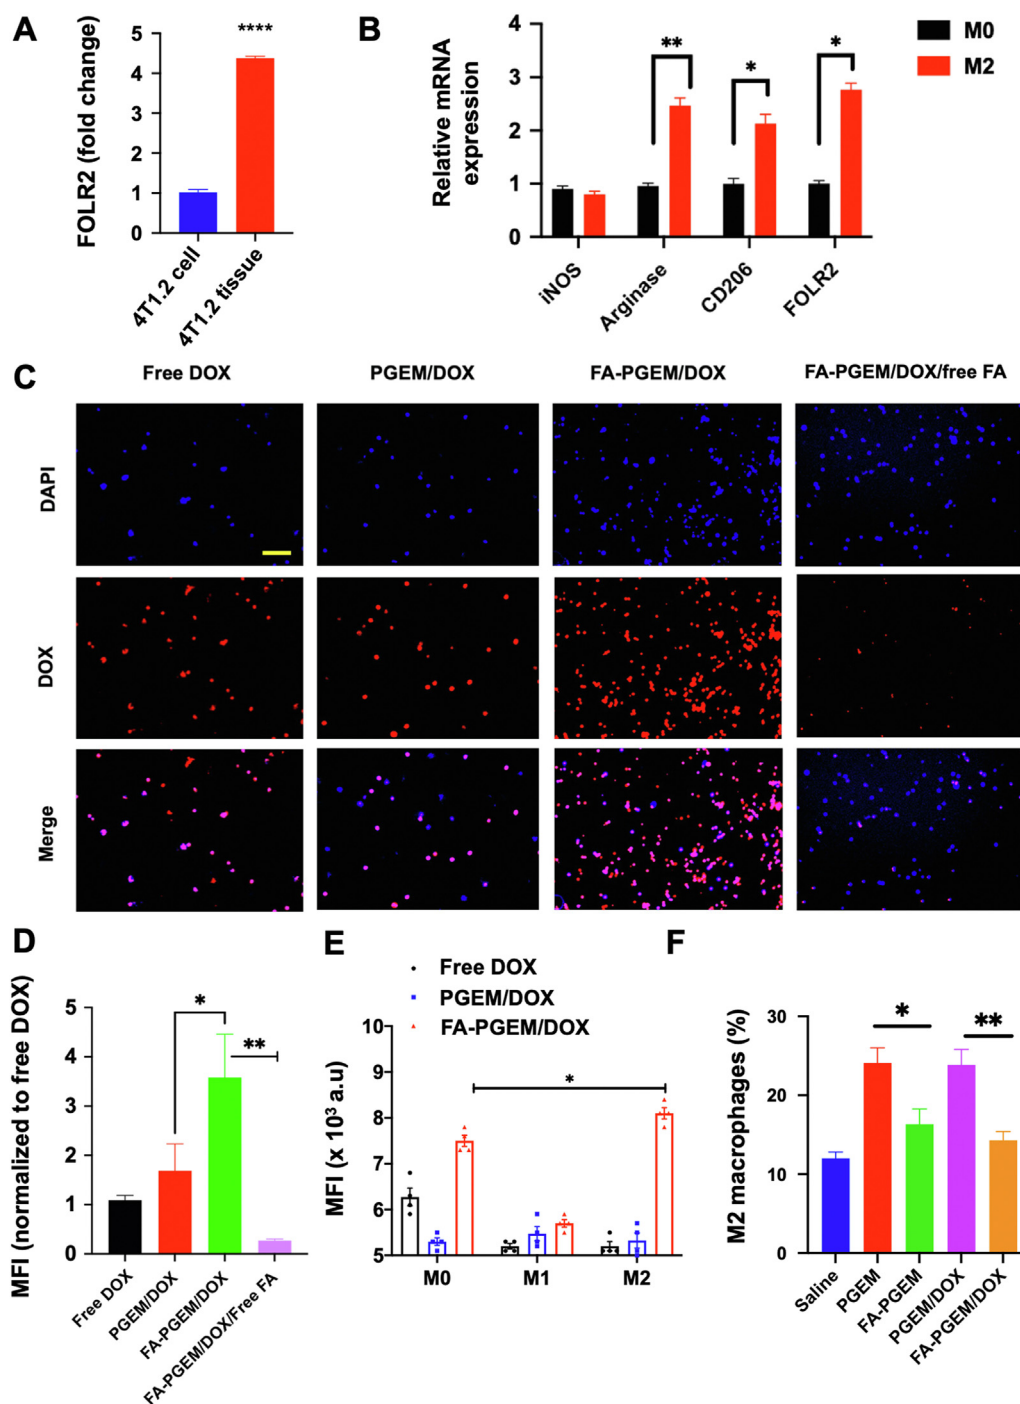 A
****
FOLR2 (fold change)
5
4
3
2
1
0
4T1.2 cell
4T1.2 tissue
B
Relative mRNA
expression
4
3
2
1
0
**
*
*
M0
M2
iNOS
Arginase
CD206
FOLR2
C
Free DOX
PGEM/DOX
FA-PGEM/DOX
FA-PGEM/DOX/free FA
DAPI
DOX
Merge
D
MFI (normalized to free DOX)
5
4
3
2
1
0
*
**
Free DOX
PGEM/DOX
FA-PGEM/DOX
FA-PGEM/DOX/Free FA
E
Free DOX
PGEM/DOX
FA-PGEM/DOX
MFI (x 10³ a.u)
10
9
8
7
6
5
*
M0
M1
M2
F
M2 macrophages (%)
30
20
10
0
*
**
Saline
PGEM
FA-PGEM
PGEM/DOX
FA-PGEM/DOX